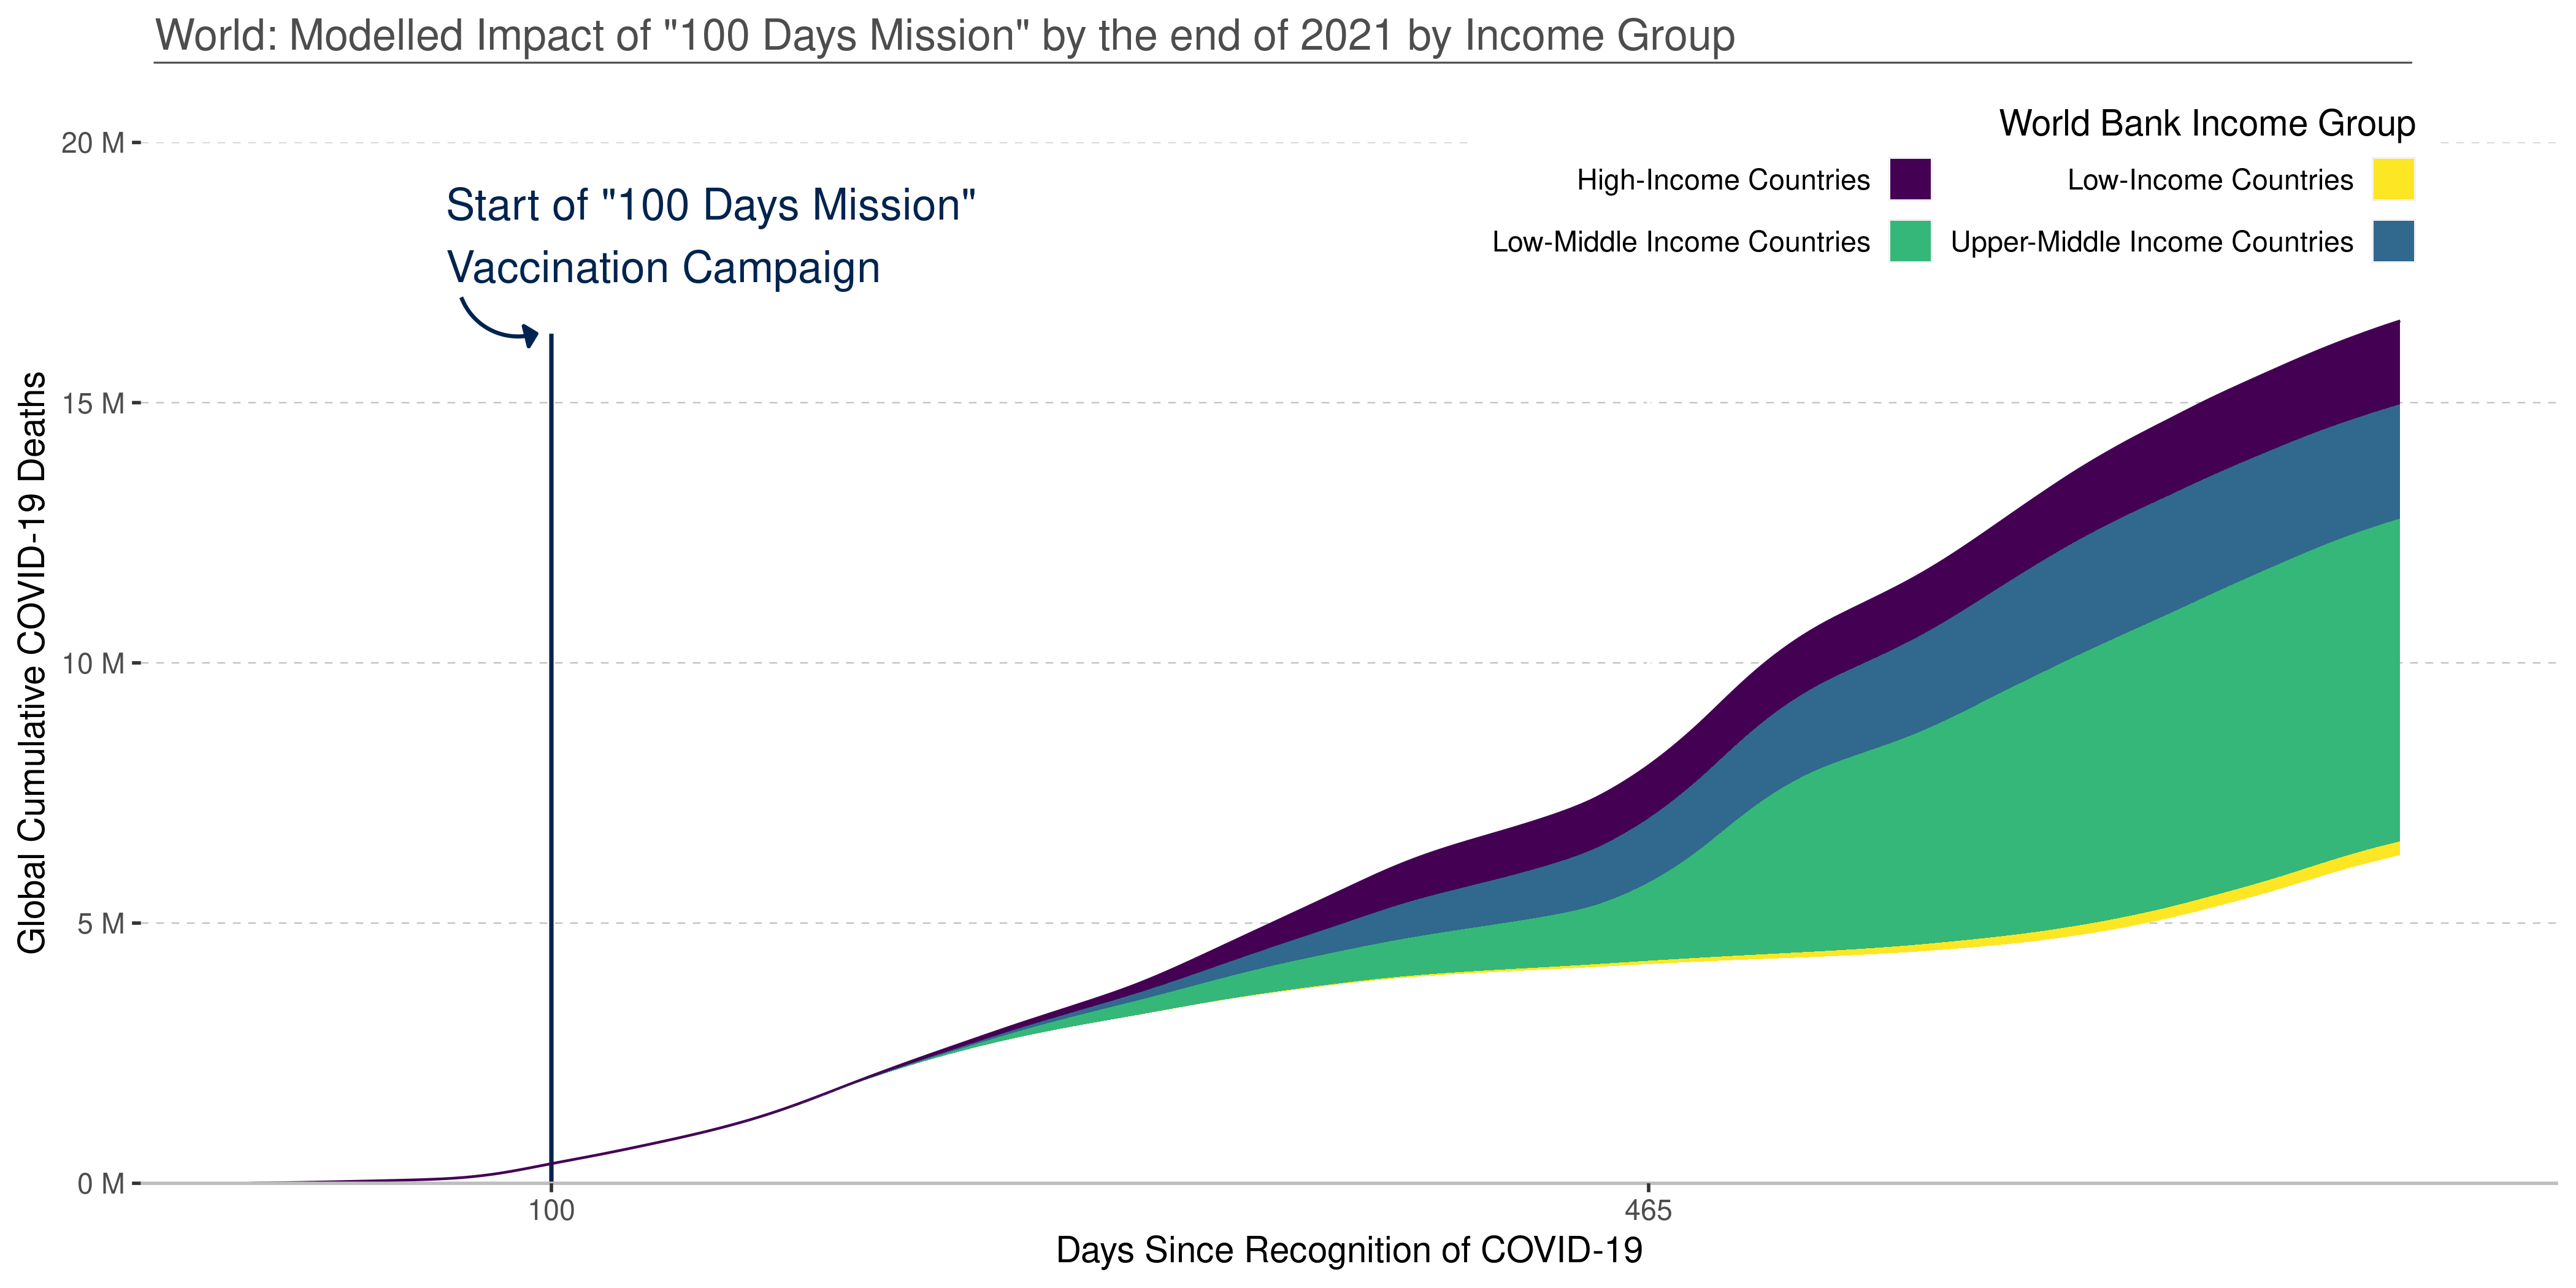 World: Modelled Impact of "100 Days Mission" by the end of 2021 by Income Group
World Bank Income Group
High-Income Countries
Low-Income Countries
Low-Middle Income Countries
Upper-Middle Income Countries
Start of "100 Days Mission"
Vaccination Campaign
Global Cumulative COVID-19 Deaths
20 M
15 M
10 M
5 M
0 M
100
465
Days Since Recognition of COVID-19